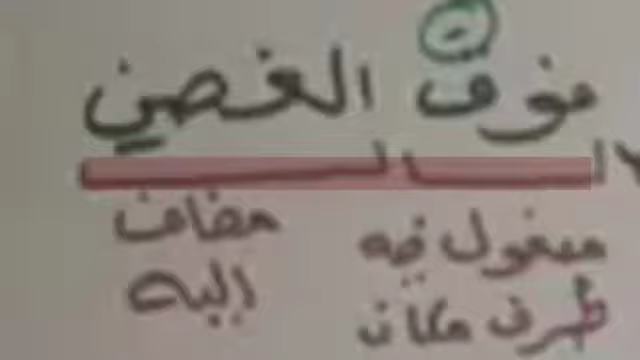 فوقَ الغصنِ
مفعول فيه مضاف
ظرف مكان إليه